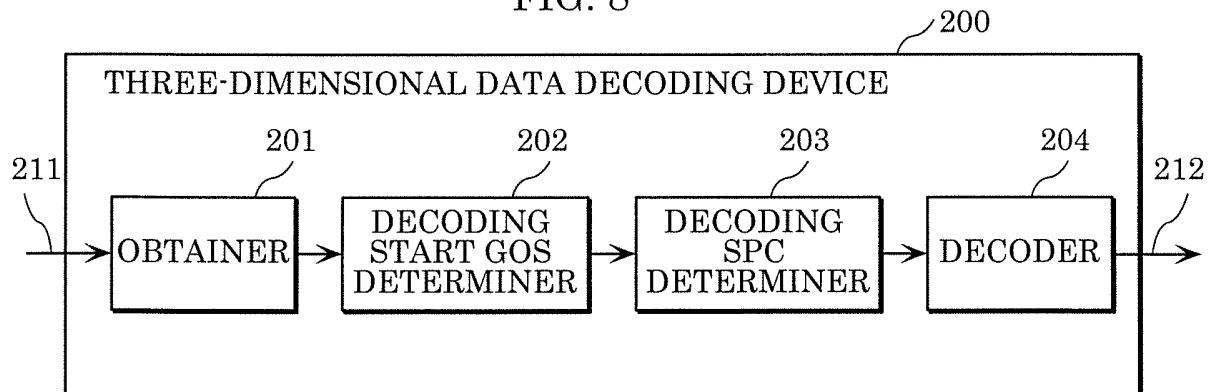 FIG. 8
200
THREE-DIMENSIONAL DATA DECODING DEVICE
201
202
203
204
211
212
OBTAINER
DECODING
START GOS
DETERMINER
DECODING
SPC
DETERMINER
DECODER